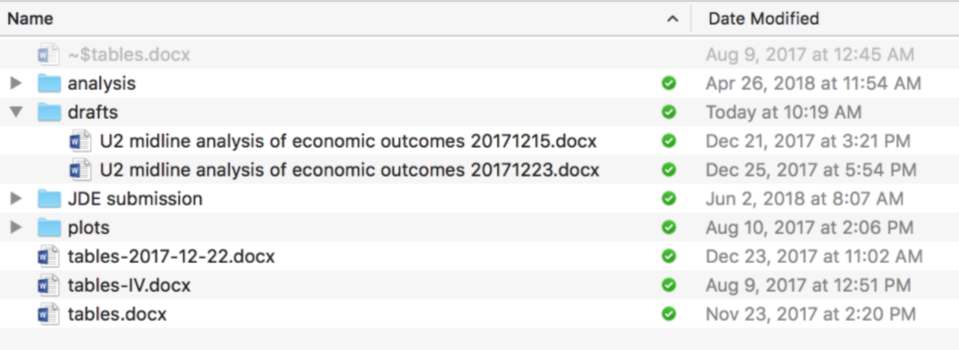 Name Date Modified
~$tables.docx Aug 9, 2017 at 12:45 AM
analysis Apr 26, 2018 at 11:54 AM
drafts Today at 10:19 AM
U2 midline analysis of economic outcomes 20171215.docx Dec 21, 2017 at 3:21 PM
U2 midline analysis of economic outcomes 20171223.docx Dec 25, 2017 at 5:54 PM
JDE submission Jun 2, 2018 at 8:07 AM
plots Aug 10, 2017 at 2:06 PM
tables-2017-12-22.docx Dec 23, 2017 at 11:02 AM
tables-IV.docx Aug 9, 2017 at 12:51 PM
tables.docx Nov 23, 2017 at 2:20 PM